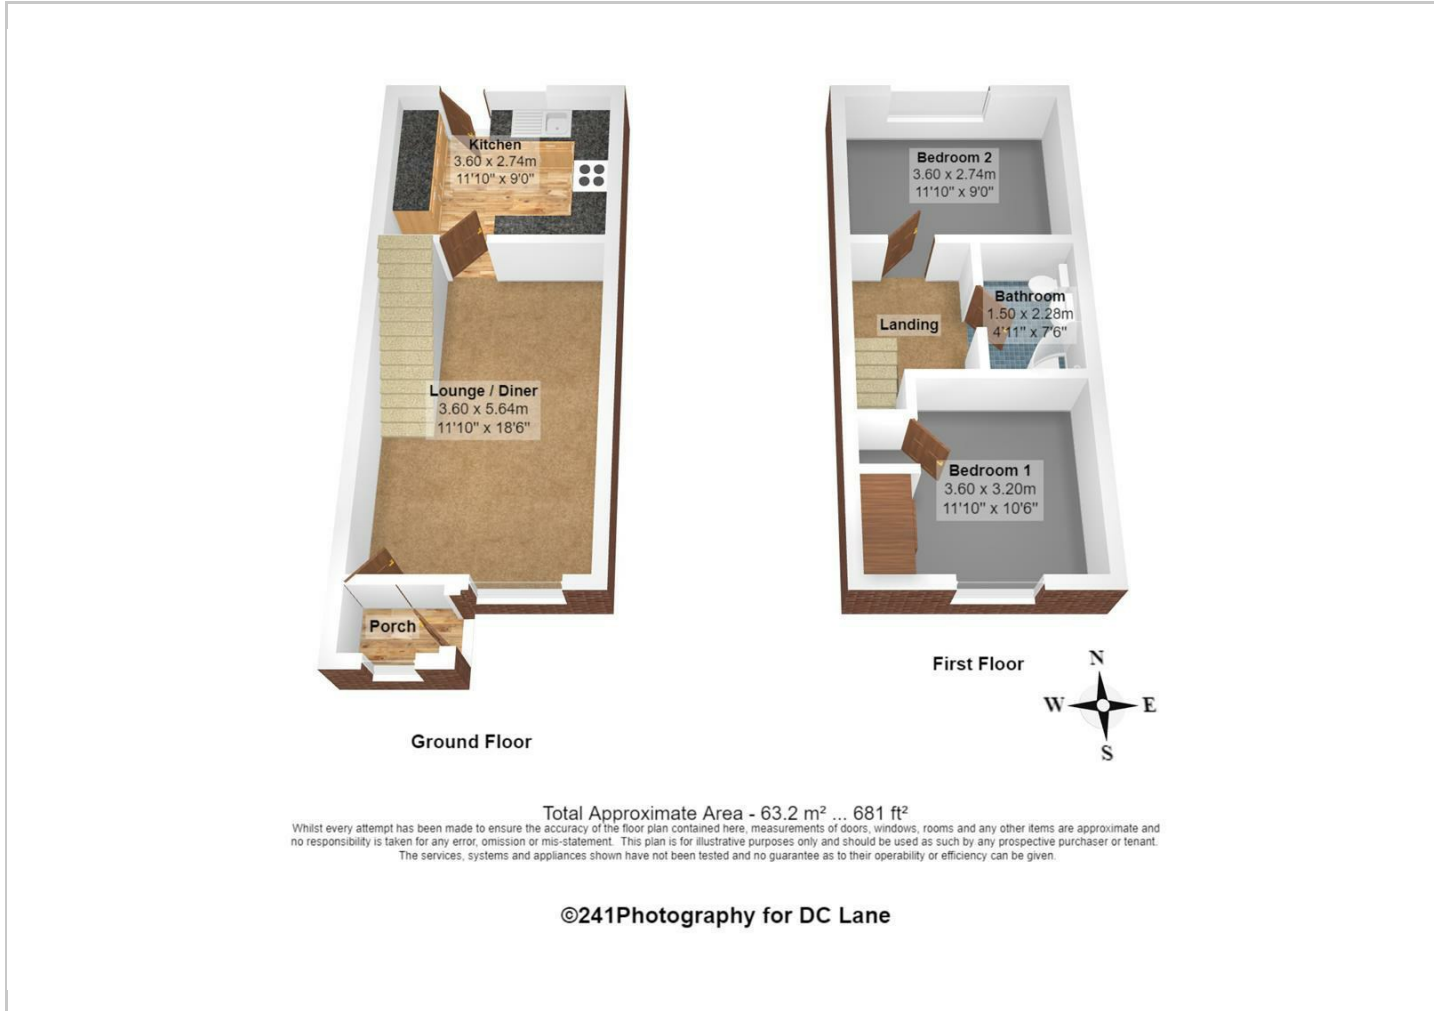 Kitchen
3.60 x 2.74m
11'10" x 9'0"
Lounge / Diner
3.60 x 5.64m
11'10" x 18'6"
Porch
Ground Floor
Bedroom 2
3.60 x 2.74m
11'10" x 9'0"
Landing
Bathroom
1.50 x 2.28m
4'11" x 7'6"
Bedroom 1
3.60 x 3.20m
11'10" x 10'6"
First Floor
N
W E
S
Total Approximate Area - 63.2 m² ... 681 ft²
Whilst every attempt has been made to ensure the accuracy of the floor plan contained here, measurements of doors, windows, rooms and any other items are approximate and
no responsibility is taken for any error, omission or mis-statement. This plan is for illustrative purposes only and should be used as such by any prospective purchaser or tenant.
The services, systems and appliances shown have not been tested and no guarantee as to their operability or efficiency can be given.
©241Photography for DC Lane